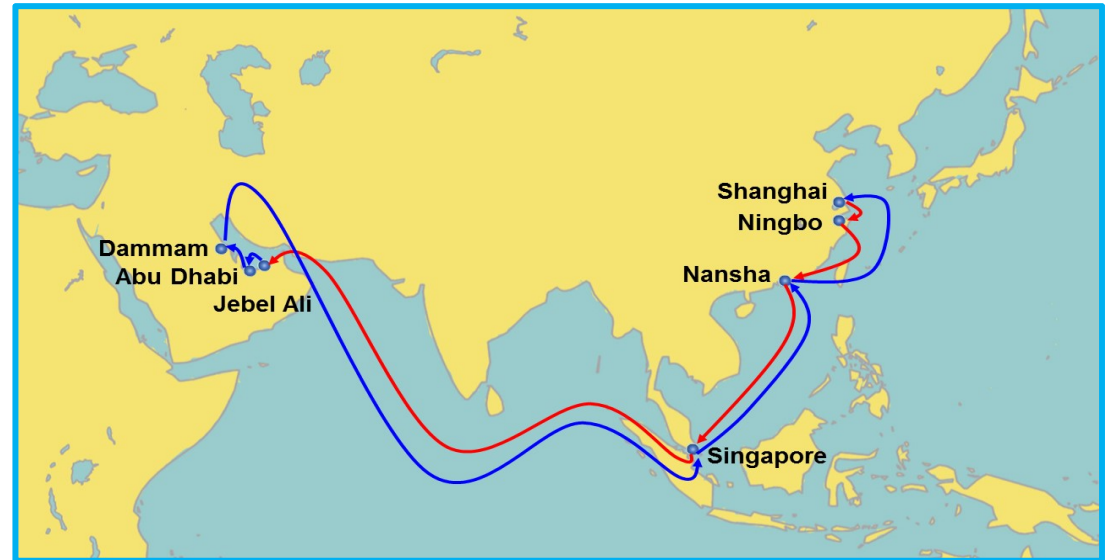 Shanghai
Ningbo
Dammam
Abu Dhabi
Nansha
Jebel Ali
Singapore